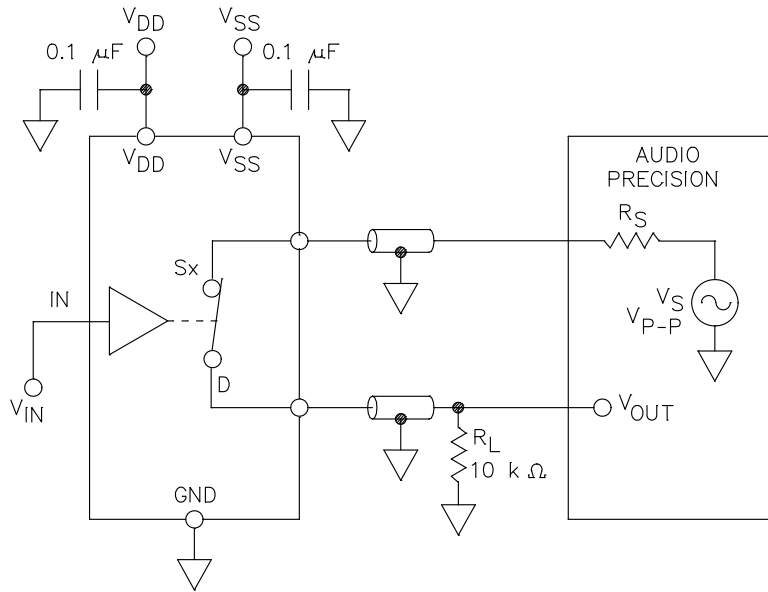 VDD VSS
0.1 μF 0.1 μF
VDD VSS
AUDIO
PRECISION
RS
Sx
IN
VS
VP-P
D
VIN
VOUT
RL
10 k Ω
GND